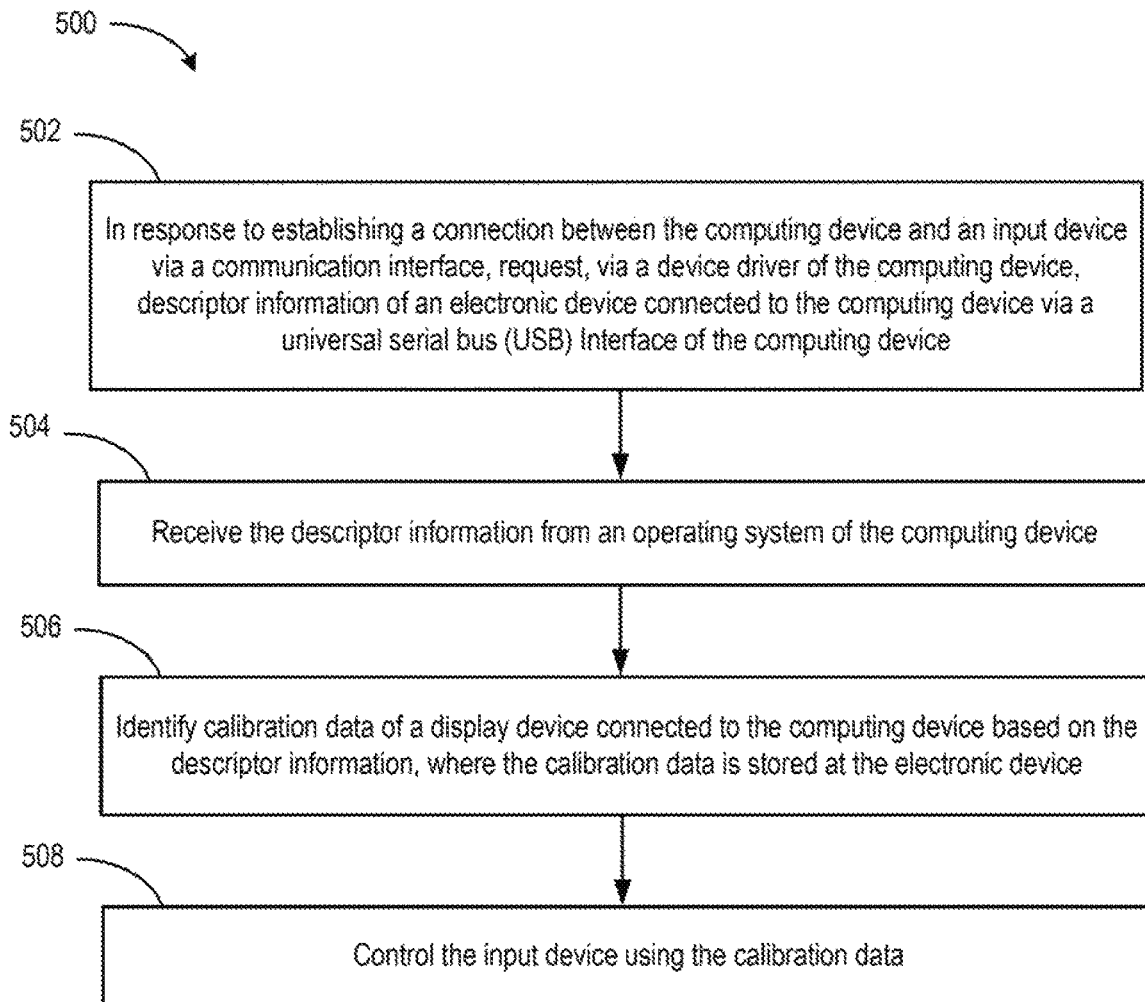 500
502
In response to establishing a connection between the computing device and an input device
via a communication interface, request, via a device driver of the computing device,
descriptor information of an electronic device connected to the computing device via a
universal serial bus (USB) Interface of the computing device
504
Receive the descriptor information from an operating system of the computing device
506
Identify calibration data of a display device connected to the computing device based on the
descriptor information, where the calibration data is stored at the electronic device
508
Control the input device using the calibration data